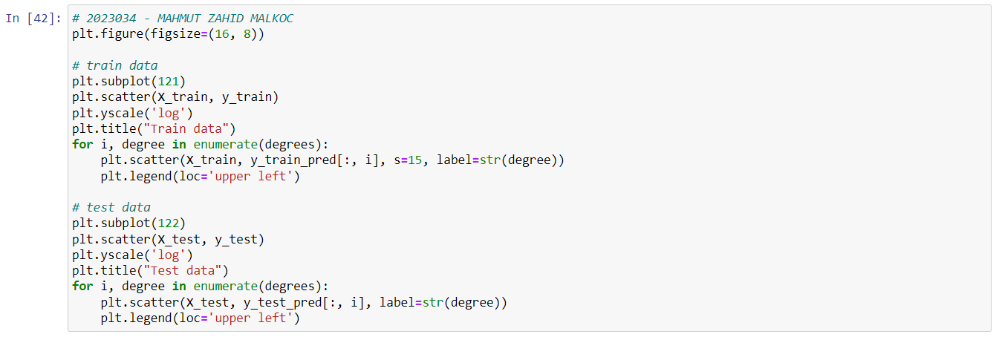 In [42]: # 2023034 - MAHMUT ZAHID MALKOC
plt.figure(figsize=(16, 8))
# train data
plt.subplot(121)
plt.scatter(X_train, y_train)
plt.yscale('log')
plt.title("Train data")
for i, degree in enumerate(degrees):
    plt.scatter(X_train, y_train_pred[:, i], s=15, label=str(degree))
    plt.legend(loc='upper left')
# test data
plt.subplot(122)
plt.scatter(X_test, y_test)
plt.yscale('log')
plt.title("Test data")
for i, degree in enumerate(degrees):
    plt.scatter(X_test, y_test_pred[:, i], label=str(degree))
    plt.legend(loc='upper left')